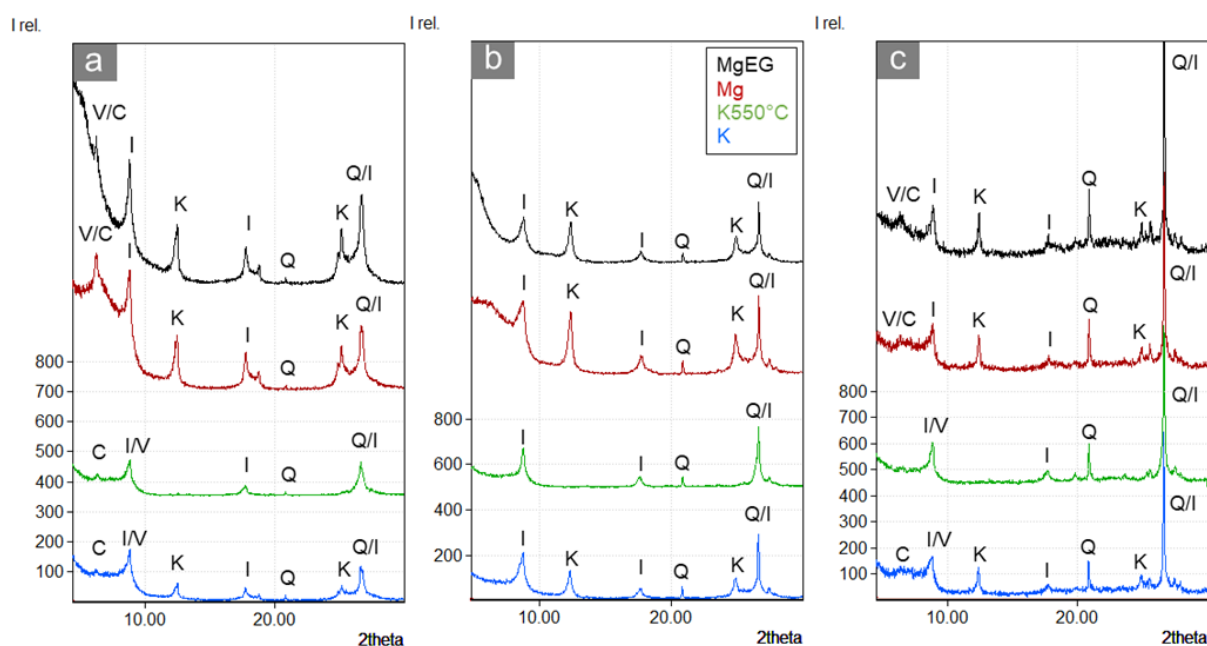 I rel.
a
V/C
I
K
I
Q
K
Q/I
V/C
I
K
I
Q
K
Q/I
C
I/V
I
Q
Q/I
C
I/V
K
I
Q
K
Q/I
800
700
600
500
400
300
200
100
10.00
20.00
2theta
I rel.
b
MgEG
Mg
K550°C
K
I
K
I
Q
K
Q/I
I
K
I
Q
K
Q/I
I
I
Q
Q/I
I
K
I
Q
K
Q/I
800
600
400
200
10.00
20.00
2theta
I rel.
c
Q/I
V/C
I
K
I
Q
K
Q/I
V/C
I
K
I
Q
K
Q/I
I/V
I
Q
Q/I
C
I/V
K
I
Q
K
800
700
600
500
400
300
200
100
10.00
20.00
2theta